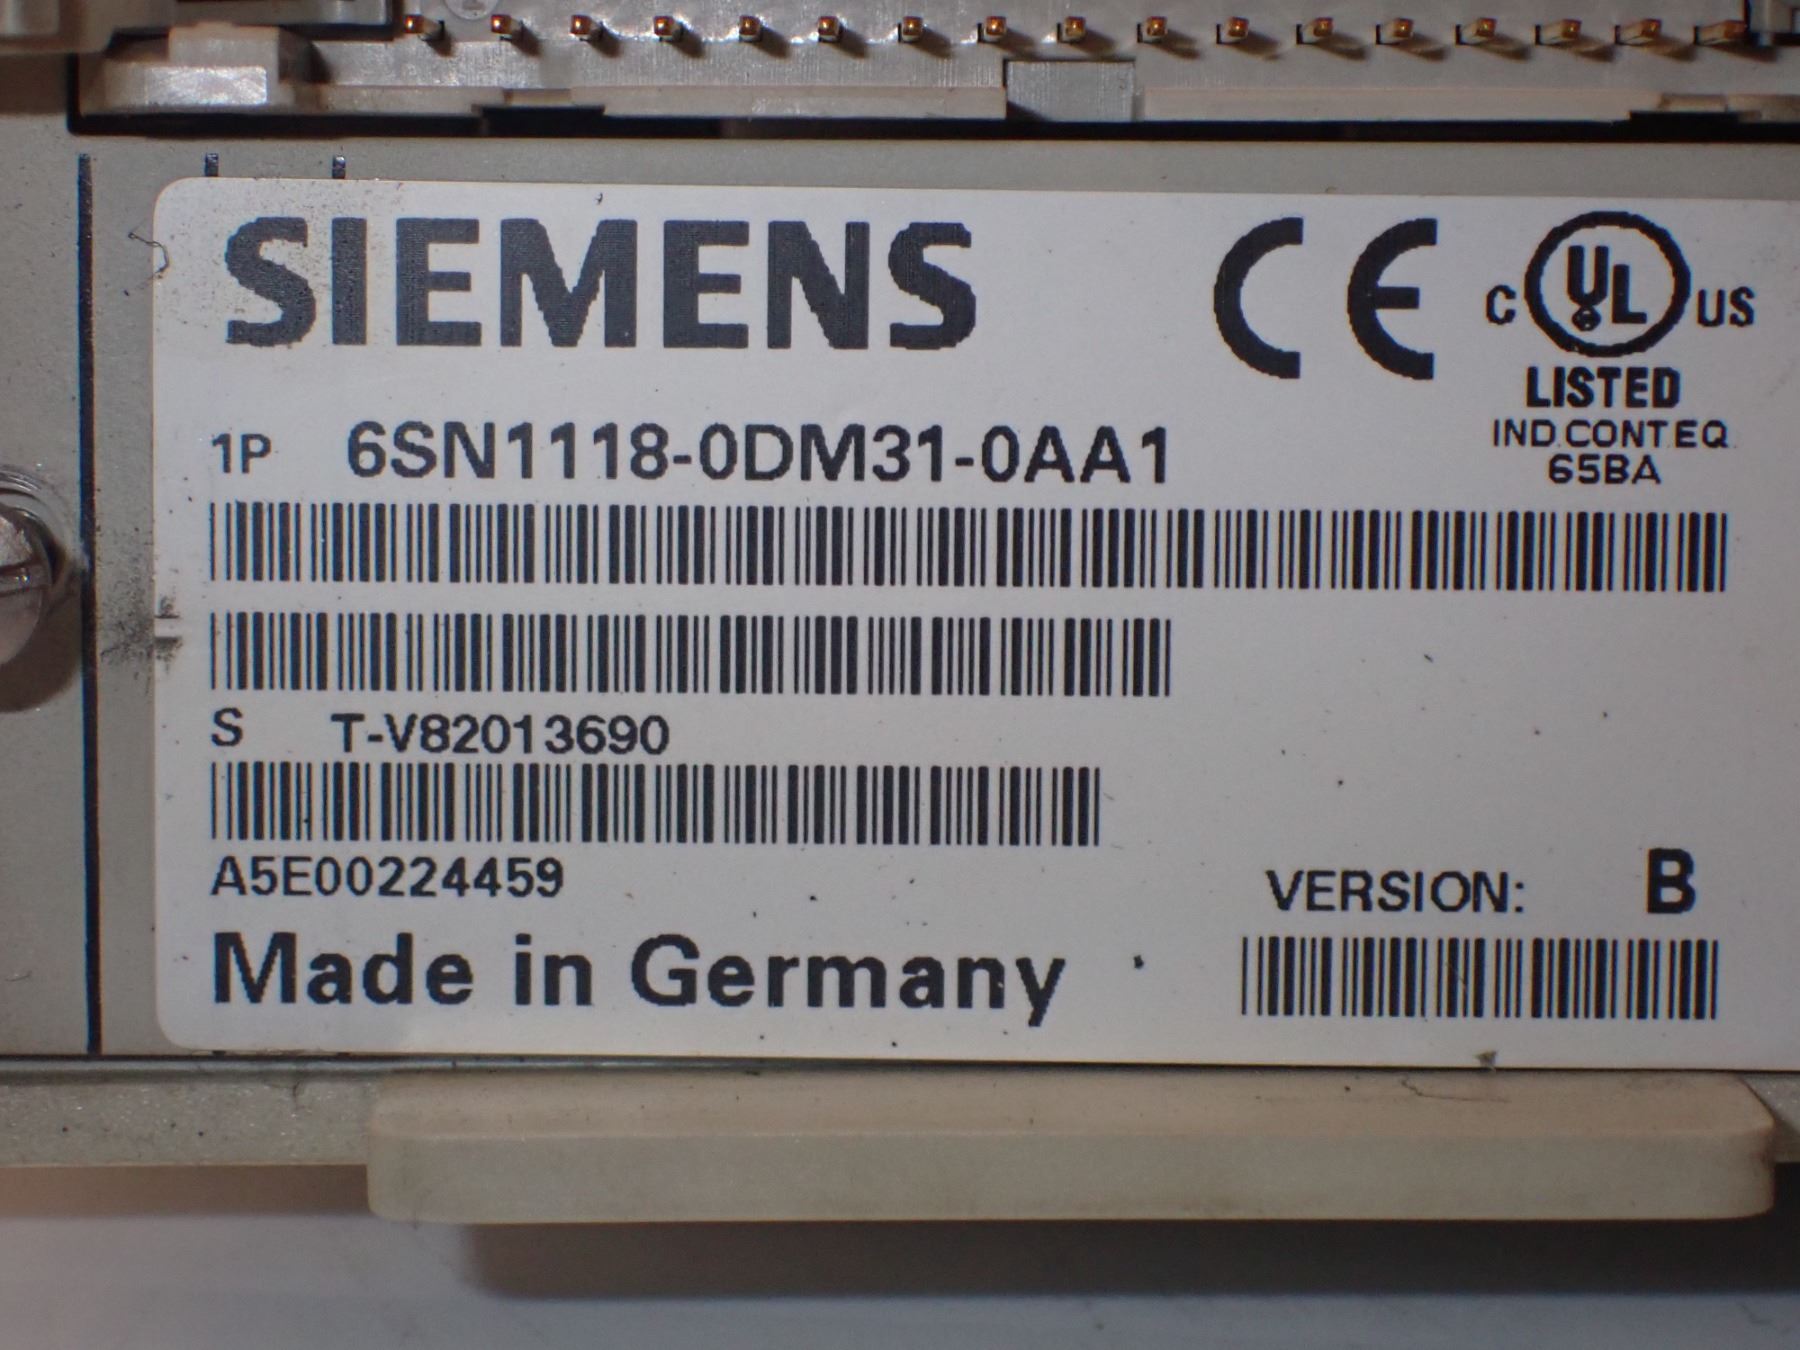 SIEMENS
CE
C UL US
LISTED
IND.CONT.EQ.
65BA
1P 6SN1118-0DM31-0AA1
S T-V82013690
A5E00224459
VERSION: B
Made in Germany